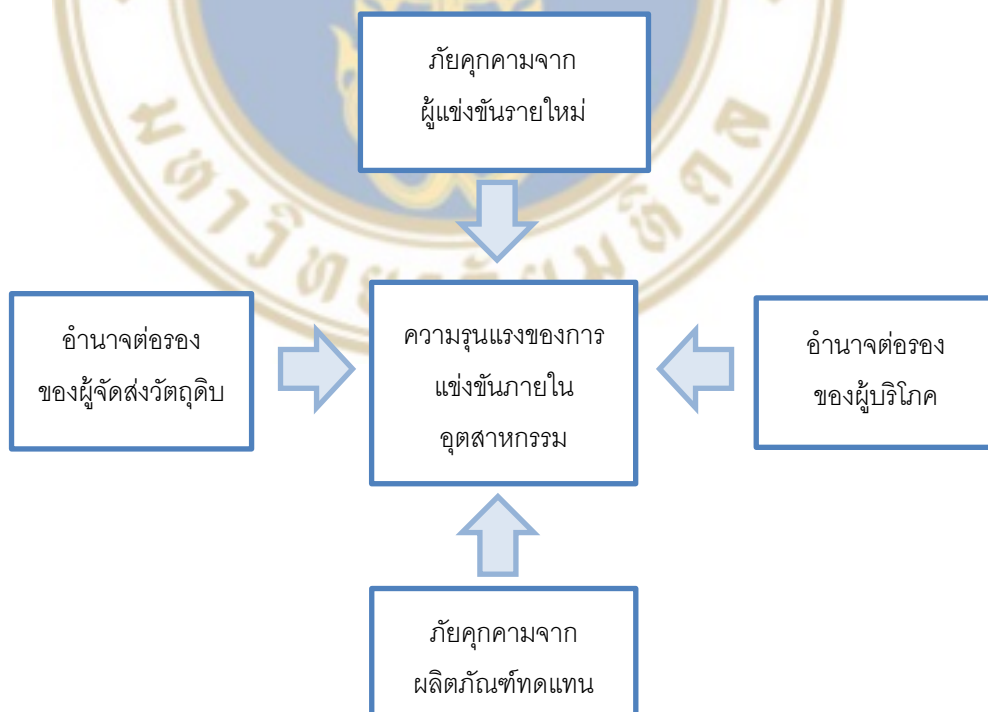 ภัยคุกคามจาก
ผู้แข่งขันรายใหม่
อำนาจต่อรอง
ของผู้จัดส่งวัตถุดิบ
ความรุนแรงของการ
แข่งขันภายใน
อุตสาหกรรม
อำนาจต่อรอง
ของผู้บริโภค
ภัยคุกคามจาก
ผลิตภัณฑ์ทดแทน